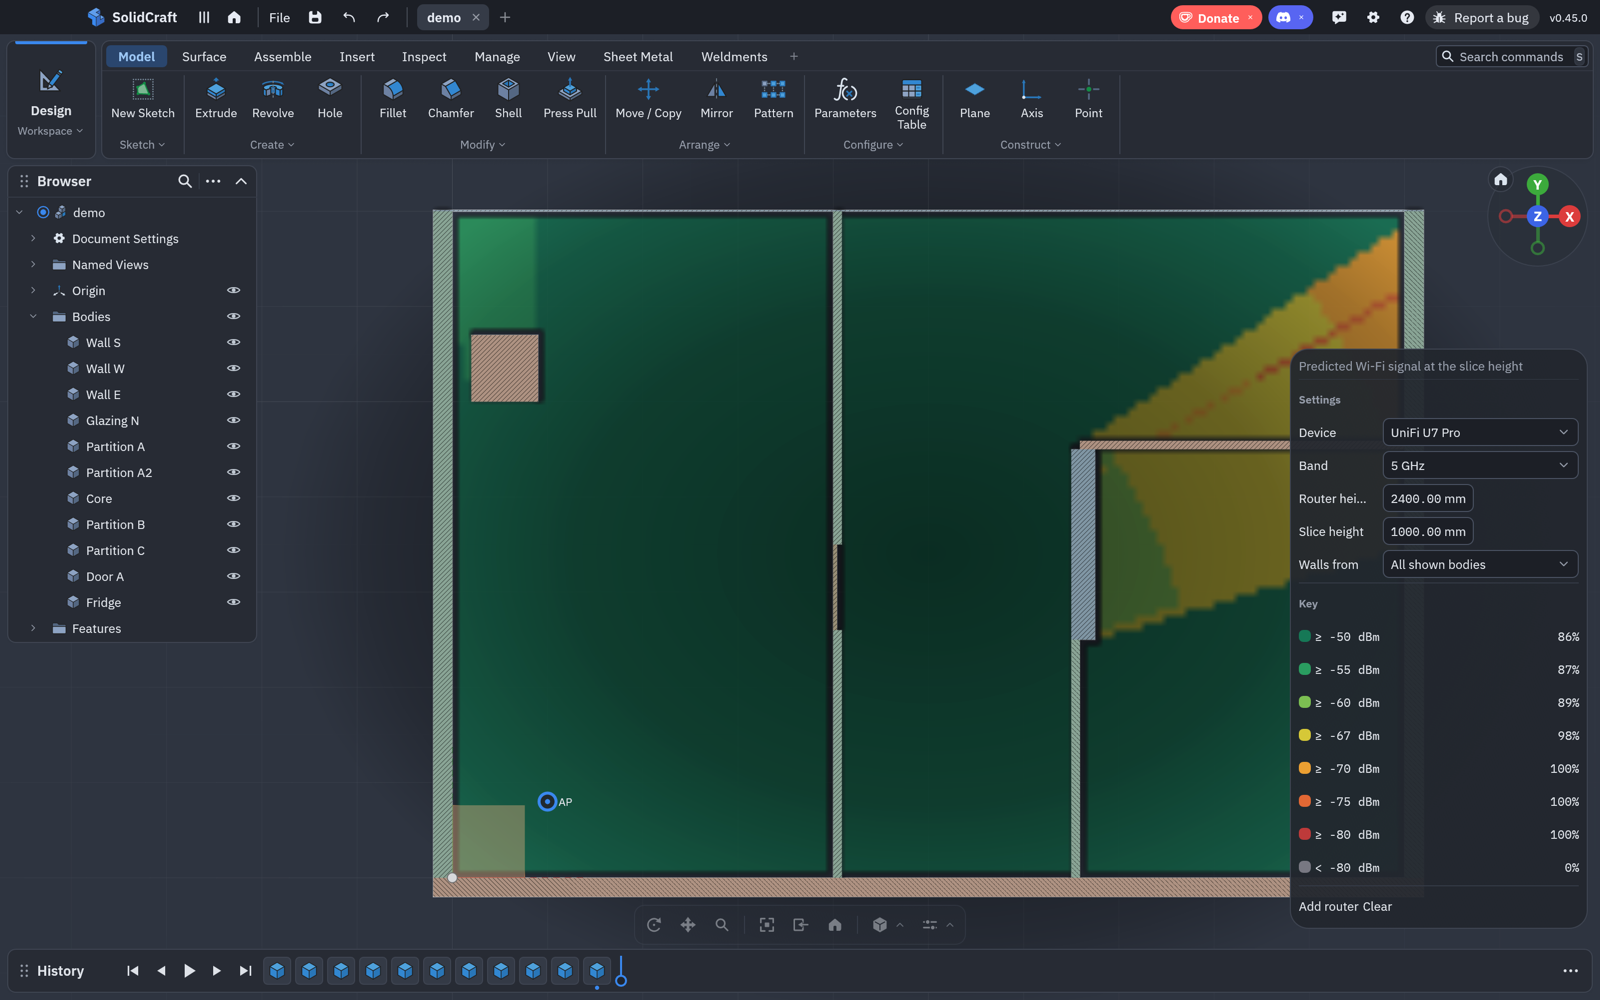 SolidCraft
File
demo
Donate
Report a bug
v0.45.0
Design
Workspace
Model
Surface
Assemble
Insert
Inspect
Manage
View
Sheet Metal
Weldments
Search commands
S
New Sketch
Extrude
Revolve
Hole
Fillet
Chamfer
Shell
Press Pull
Move / Copy
Mirror
Pattern
Parameters
Config
Table
Plane
Axis
Point
Sketch
Create
Modify
Arrange
Configure
Construct
Browser
demo
Document Settings
Named Views
Origin
Bodies
Wall S
Wall W
Wall E
Glazing N
Partition A
Partition A2
Core
Partition B
Partition C
Door A
Fridge
Features
Y
Z
X
AP
Predicted Wi-Fi signal at the slice height
Settings
Device UniFi U7 Pro
Band 5 GHz
Router hei... 2400.00 mm
Slice height 1000.00 mm
Walls from All shown bodies
Key
≥ -50 dBm 86%
≥ -55 dBm 87%
≥ -60 dBm 89%
≥ -67 dBm 98%
≥ -70 dBm 100%
≥ -75 dBm 100%
≥ -80 dBm 100%
< -80 dBm 0%
Add router Clear
History